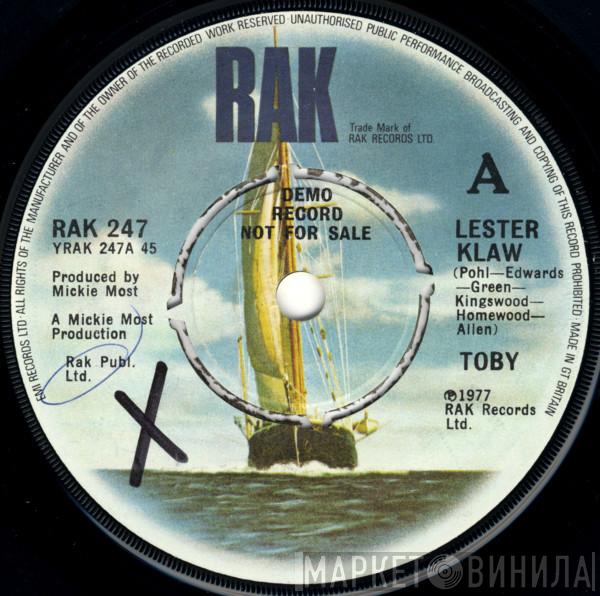 EMI RECORDS LTD · ALL RIGHTS OF THE MANUFACTURER AND OF THE OWNER OF THE RECORDED WORK RESERVED · UNAUTHORISED PUBLIC PERFORMANCE BROADCASTING AND COPYING OF THIS RECORD PROHIBITED · MADE IN GT BRITAIN
RAK
Trade Mark of
RAK RECORDS LTD.
A
DEMO
RECORD
NOT FOR SALE
RAK 247
YRAK 247A 45
Produced by
Mickie Most
A Mickie Most
Production
Rak Publ.
Ltd.
X
LESTER
KLAW
(Pohl—Edwards
—Green—
Kingswood—
Homewood—
Allen)
TOBY
℗1977
RAK Records
Ltd.
МАРКЕТ ВИНИЛА